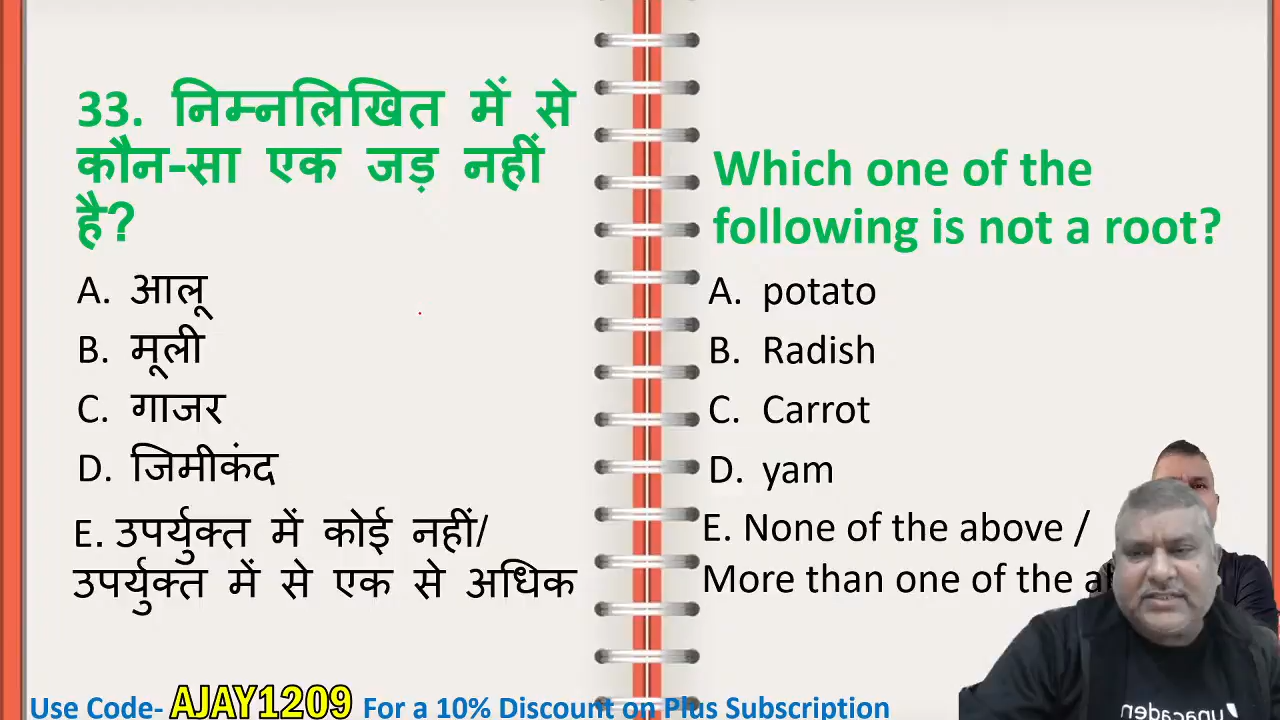 33. निम्नलिखित में से
कौन-सा एक जड़ नहीं
है?
A. आलू
B. मूली
C. गाजर
D. जिमीकंद
E. उपर्युक्त में कोई नहीं/
उपर्युक्त में से एक से अधिक
Which one of the
following is not a root?
A. potato
B. Radish
C. Carrot
D. yam
E. None of the above /
More than one of the
Use Code- AJAY1209 For a 10% Discount on Plus Subscription